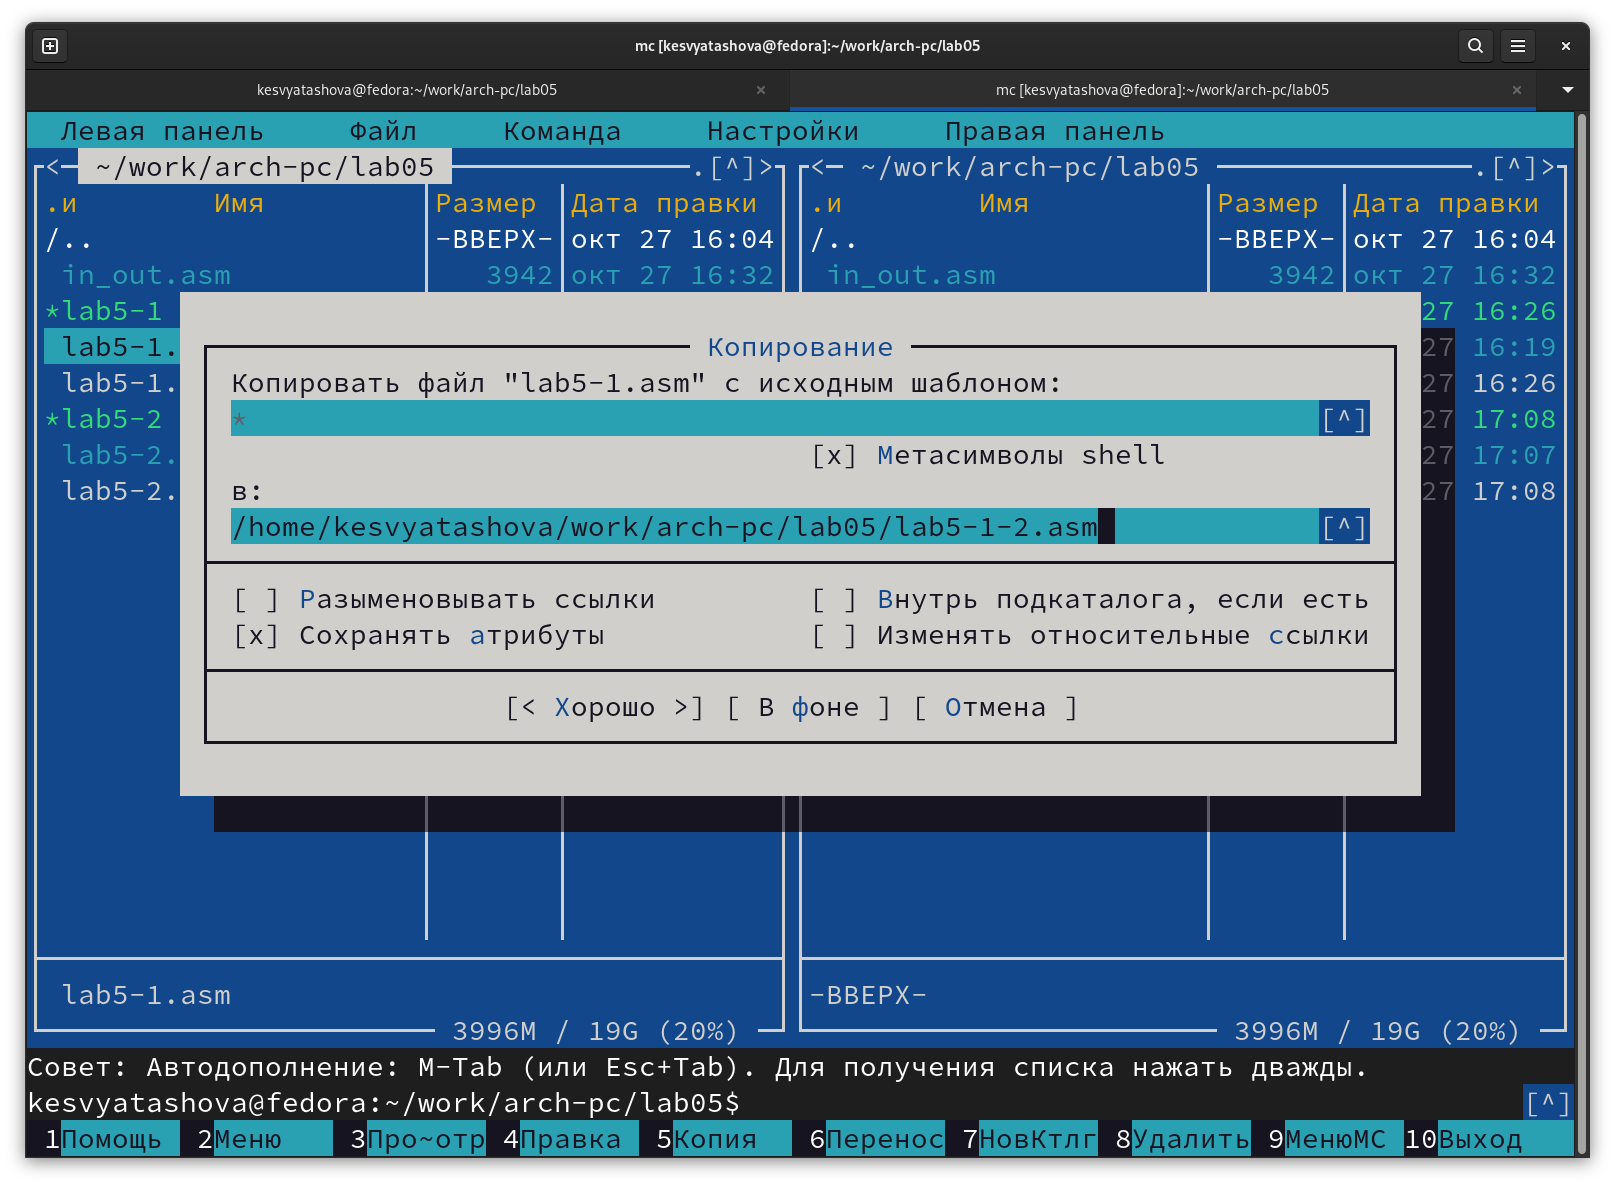 mc [kesvyatashova@fedora]:~/work/arch-pc/lab05
kesvyatashova@fedora:~/work/arch-pc/lab05 × mc [kesvyatashova@fedora]:~/work/arch-pc/lab05 ×
Левая панель Файл Команда Настройки Правая панель
<─ ~/work/arch-pc/lab05 .[^]> <─ ~/work/arch-pc/lab05 .[^]>
.и Имя Размер Дата правки .и Имя Размер Дата правки
/.. -ВВЕРХ- окт 27 16:04 /.. -ВВЕРХ- окт 27 16:04
in_out.asm 3942 окт 27 16:32 in_out.asm 3942 окт 27 16:32
*lab5-1 27 16:26
lab5-1. Копирование 27 16:19
lab5-1. Копировать файл "lab5-1.asm" с исходным шаблоном: 27 16:26
*lab5-2 * [^] 27 17:08
lab5-2. [x] Метасимволы shell 27 17:07
lab5-2. в: 27 17:08
/home/kesvyatashova/work/arch-pc/lab05/lab5-1-2.asm [^]
[ ] Разыменовывать ссылки [ ] Внутрь подкаталога, если есть
[x] Сохранять атрибуты [ ] Изменять относительные ссылки
[< Хорошо >] [ В фоне ] [ Отмена ]
lab5-1.asm -ВВЕРХ-
3996M / 19G (20%) 3996M / 19G (20%)
Совет: Автодополнение: M-Tab (или Esc+Tab). Для получения списка нажать дважды.
kesvyatashova@fedora:~/work/arch-pc/lab05$ [^]
1Помощь 2Меню 3Про~отр 4Правка 5Копия 6Перенос 7НовКтлг 8Удалить 9МенюMC 10Выход